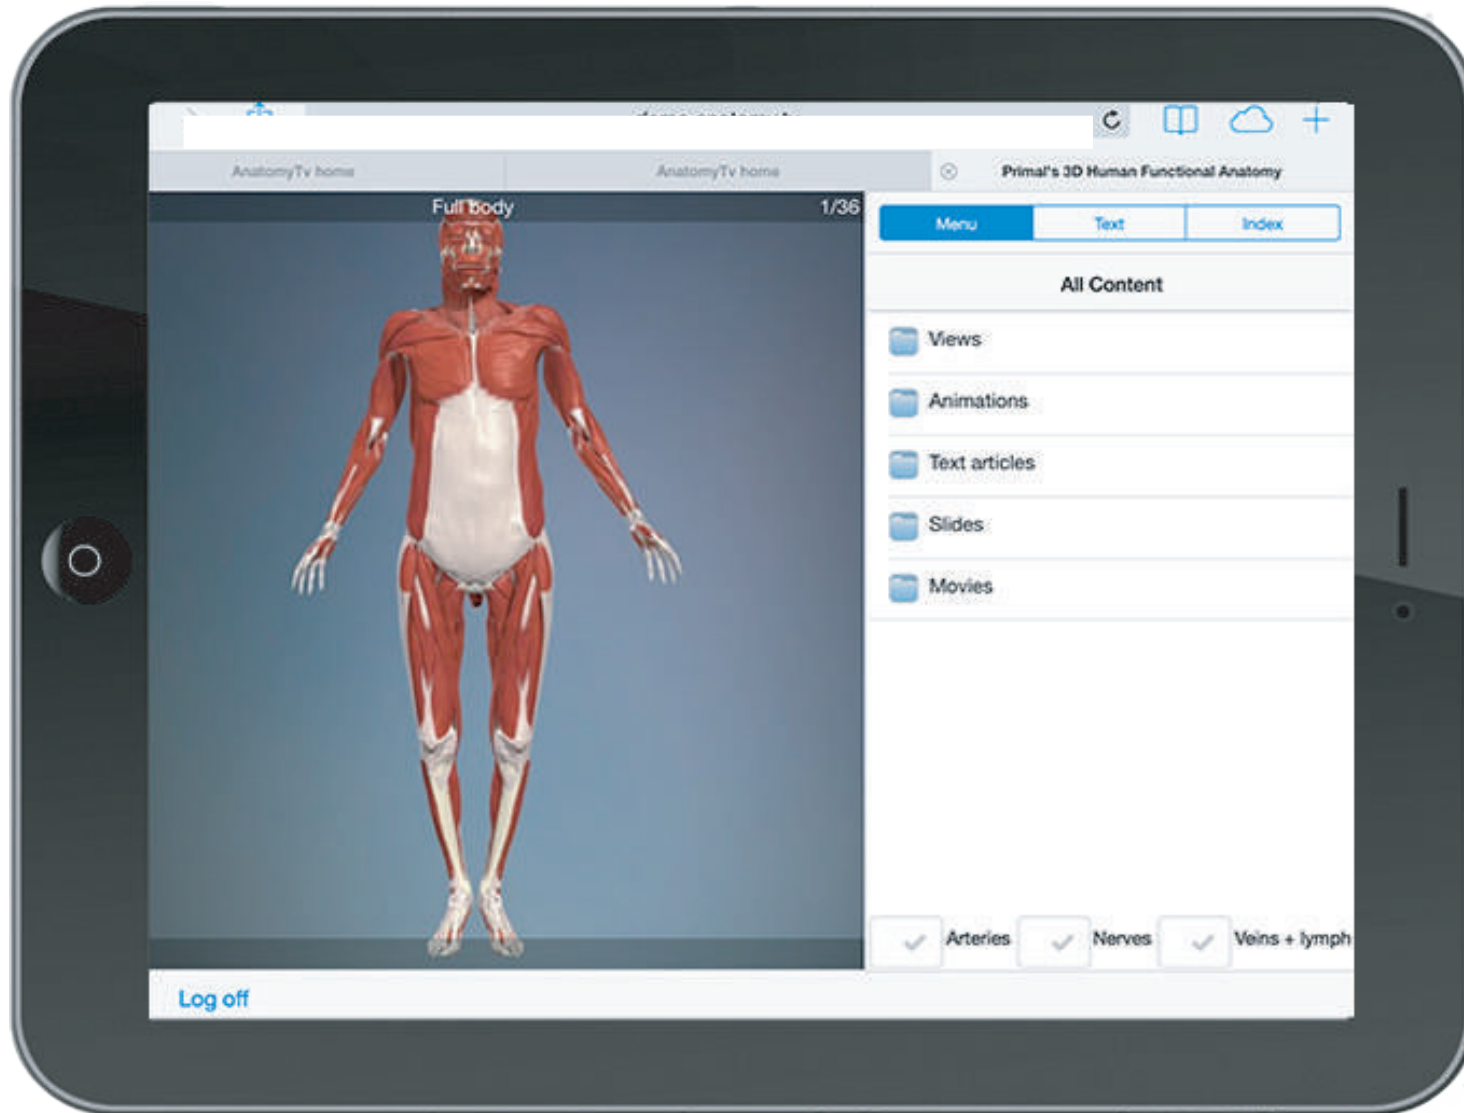 AnatomyTv home
AnatomyTv home
Primal's 3D Human Functional Anatomy
Full body
1/36
Menu
Text
Index
All Content
Views
Animations
Text articles
Slides
Movies
Arteries
Nerves
Veins + lymph
Log off